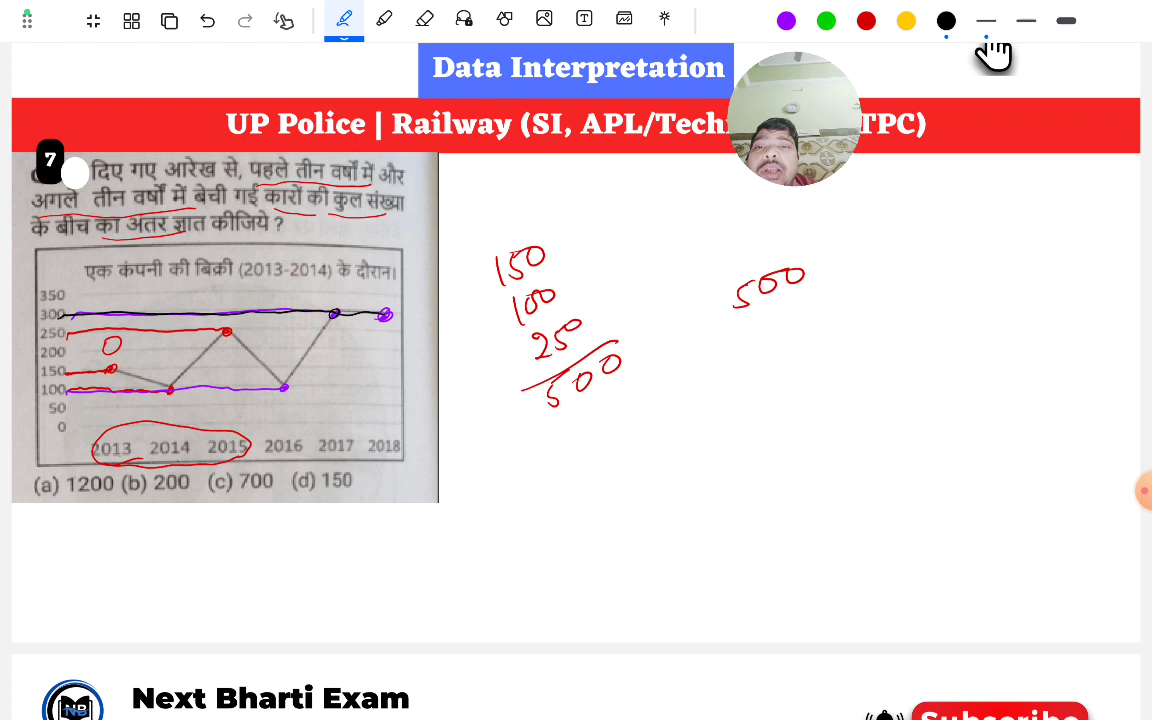 Data Interpretation
UP Police | Railway (SI, APL/Tech TPC)
7
दिए गए आरेख से, पहले तीन वर्षों में और
अगले तीन वर्षों में बेची गई कारों की कुल संख्या
के बीच का अंतर ज्ञात कीजिये ?
एक कंपनी की बिक्री (2013-2014) के दौरान।
350
300
250
200
150
100
50
0
2013 2014 2015 2016 2017 2018
(a) 1200 (b) 200 (c) 700 (d) 150
150
100
250
500
500
Next Bharti Exam
NB
Subscribe